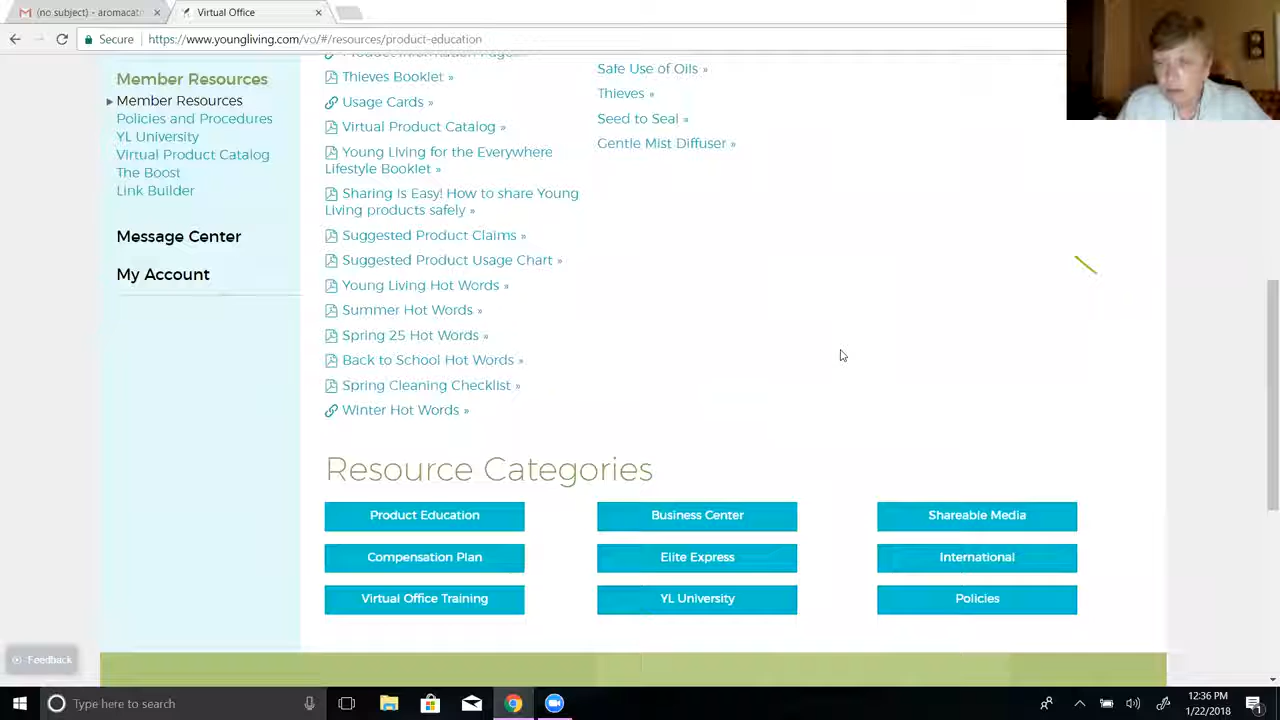 (no subject) - aromacat
Virtual Office
Secure
https://www.youngliving.com/vo/#/resources/product-education
Member Resources
Member Resources
Policies and Procedures
YL University
Virtual Product Catalog
The Boost
Link Builder
Message Center
My Account
Product Information Page
Thieves Booklet »
Usage Cards »
Virtual Product Catalog »
Young Living for the Everywhere
Lifestyle Booklet »
Sharing Is Easy! How to share Young
Living products safely »
Suggested Product Claims »
Suggested Product Usage Chart »
Young Living Hot Words »
Summer Hot Words »
Spring 25 Hot Words »
Back to School Hot Words »
Spring Cleaning Checklist »
Winter Hot Words »
Safe Use of Oils »
Thieves »
Seed to Seal »
Gentle Mist Diffuser »
Resource Categories
Product Education
Business Center
Shareable Media
Compensation Plan
Elite Express
International
Virtual Office Training
YL University
Policies
Feedback
Type here to search
12:36 PM
1/22/2018
1